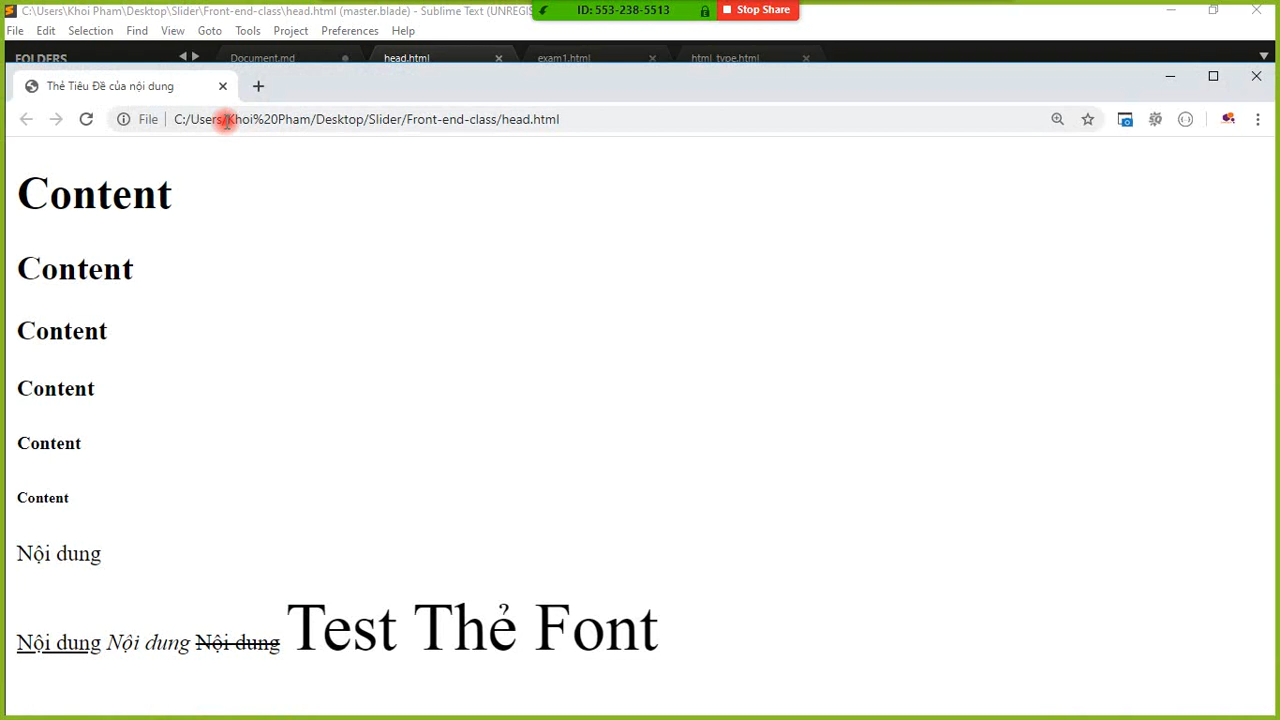 C:\Users\Khoi Pham\Desktop\Slider\Front-end-class\head.html (master.blade) - Sublime Text (UNREGIS
ID: 553-238-5513
Stop Share
File Edit Selection Find View Goto Tools Project Preferences Help
FOLDERS Document.md head.html exam1.html html_type.html
Thẻ Tiêu Đề của nội dung
File C:/Users/Khoi%20Pham/Desktop/Slider/Front-end-class/head.html
Content
Content
Content
Content
Content
Content
Nội dung
Nội dung Nội dung Nội dung Test Thẻ Font